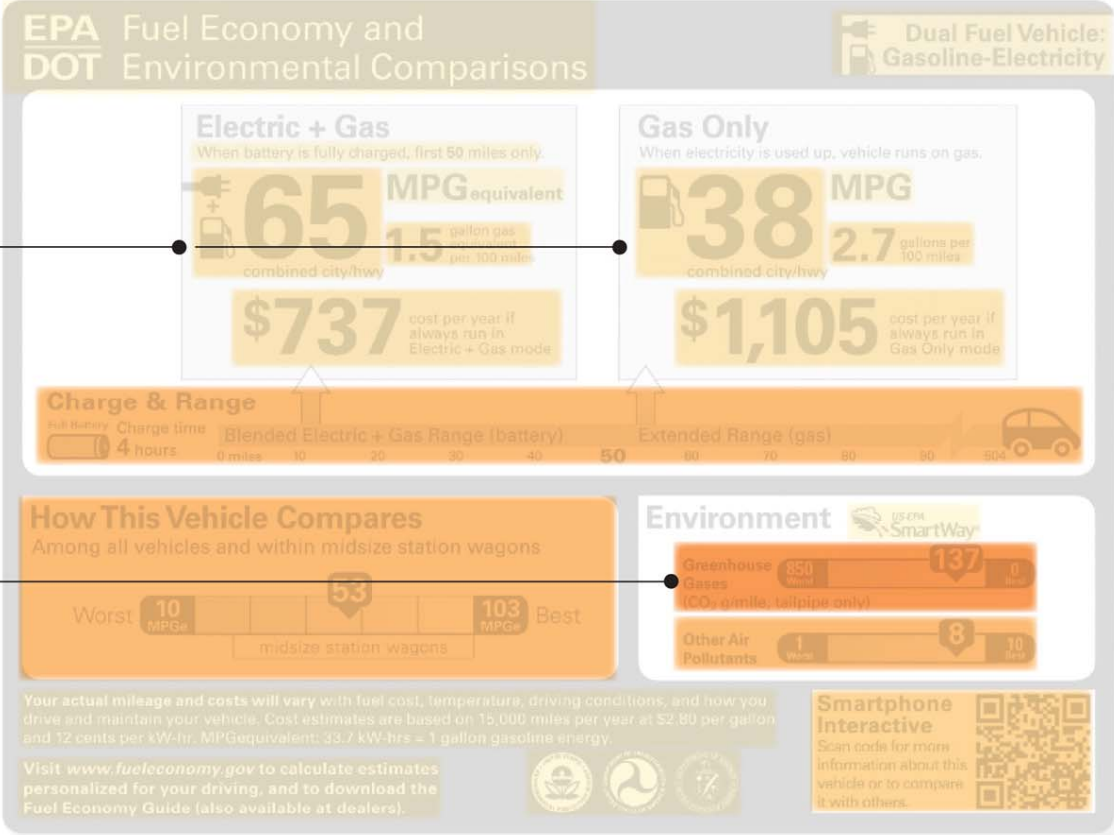 EPA Fuel Economy and
DOT Environmental Comparisons
Dual Fuel Vehicle:
Gasoline-Electricity
Electric + Gas
When battery is fully charged, first 50 miles only.
65 MPGequivalent
+
1.5 gallon gas
equivalent
per 100 miles
combined city/hwy
$737 cost per year if
always run in
Electric + Gas mode
Gas Only
When electricity is used up, vehicle runs on gas.
38 MPG
2.7 gallons per
100 miles
combined city/hwy
$1,105 cost per year if
always run in
Gas Only mode
Charge & Range
Full Battery Charge time
4 hours
Blended Electric + Gas Range (battery) Extended Range (gas)
0 miles 10 20 30 40 50 60 70 80 90 504
How This Vehicle Compares
Among all vehicles and within midsize station wagons
53
Worst 10 MPGe 103 MPGe Best
midsize station wagons
Environment
US EPA
SmartWay
Greenhouse
Gases
(CO₂ g/mile, tailpipe only)
850 Worst 137 0 Best
Other Air
Pollutants
1 Worst 8 10 Best
Your actual mileage and costs will vary with fuel cost, temperature, driving conditions, and how you
drive and maintain your vehicle. Cost estimates are based on 15,000 miles per year at $2.80 per gallon
and 12 cents per kW-hr. MPGequivalent: 33.7 kW-hrs = 1 gallon gasoline energy.
Visit www.fueleconomy.gov to calculate estimates
personalized for your driving, and to download the
Fuel Economy Guide (also available at dealers).
Smartphone
Interactive
Scan code for more
information about this
vehicle or to compare
it with others.